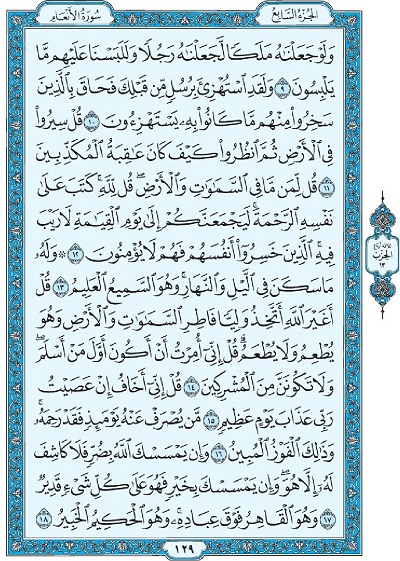 الجزء السابع
سورة الأنعام
وَلَوْ جَعَلْنَٰهُ مَلَكًا لَّجَعَلْنَٰهُ رَجُلًا وَلَلَبَسْنَا عَلَيْهِم مَّا
يَلْبِسُونَ ٩ وَلَقَدِ ٱسْتُهْزِئَ بِرُسُلٍ مِّن قَبْلِكَ فَحَاقَ بِٱلَّذِينَ
سَخِرُوا۟ مِنْهُم مَّا كَانُوا۟ بِهِۦ يَسْتَهْزِءُونَ ١٠ قُلْ سِيرُوا۟
فِى ٱلْأَرْضِ ثُمَّ ٱنظُرُوا۟ كَيْفَ كَانَ عَٰقِبَةُ ٱلْمُكَذِّبِينَ
١١ قُل لِّمَن مَّا فِى ٱلسَّمَٰوَٰتِ وَٱلْأَرْضِ ۖ قُل لِّلَّهِ ۚ كَتَبَ عَلَىٰ
نَفْسِهِ ٱلرَّحْمَةَ ۚ لَيَجْمَعَنَّكُمْ إِلَىٰ يَوْمِ ٱلْقِيَٰمَةِ لَا رَيْبَ
فِيهِ ۚ ٱلَّذِينَ خَسِرُوٓا۟ أَنفُسَهُمْ فَهُمْ لَا يُؤْمِنُونَ ١٢ ۞ وَلَهُۥ
مَا سَكَنَ فِى ٱلَّيْلِ وَٱلنَّهَارِ ۚ وَهُوَ ٱلسَّمِيعُ ٱلْعَلِيمُ ١٣ قُلْ
أَغَيْرَ ٱللَّهِ أَتَّخِذُ وَلِيًّا فَاطِرِ ٱلسَّمَٰوَٰتِ وَٱلْأَرْضِ وَهُوَ
يُطْعِمُ وَلَا يُطْعَمُ ۗ قُلْ إِنِّىٓ أُمِرْتُ أَنْ أَكُونَ أَوَّلَ مَنْ أَسْلَمَ ۖ
وَلَا تَكُونَنَّ مِنَ ٱلْمُشْرِكِينَ ١٤ قُلْ إِنِّىٓ أَخَافُ إِنْ عَصَيْتُ
رَبِّى عَذَابَ يَوْمٍ عَظِيمٍ ١٥ مَّن يُصْرَفْ عَنْهُ يَوْمَئِذٍ فَقَدْ رَحِمَهُۥ ۚ
وَذَٰلِكَ ٱلْفَوْزُ ٱلْمُبِينُ ١٦ وَإِن يَمْسَسْكَ ٱللَّهُ بِضُرٍّ فَلَا كَاشِفَ
لَهُۥٓ إِلَّا هُوَ ۖ وَإِن يَمْسَسْكَ بِخَيْرٍ فَهُوَ عَلَىٰ كُلِّ شَىْءٍ قَدِيرٌ
١٧ وَهُوَ ٱلْقَاهِرُ فَوْقَ عِبَادِهِۦ ۚ وَهُوَ ٱلْحَكِيمُ ٱلْخَبِيرُ ١٨
١٢٩
الحزب
١٣